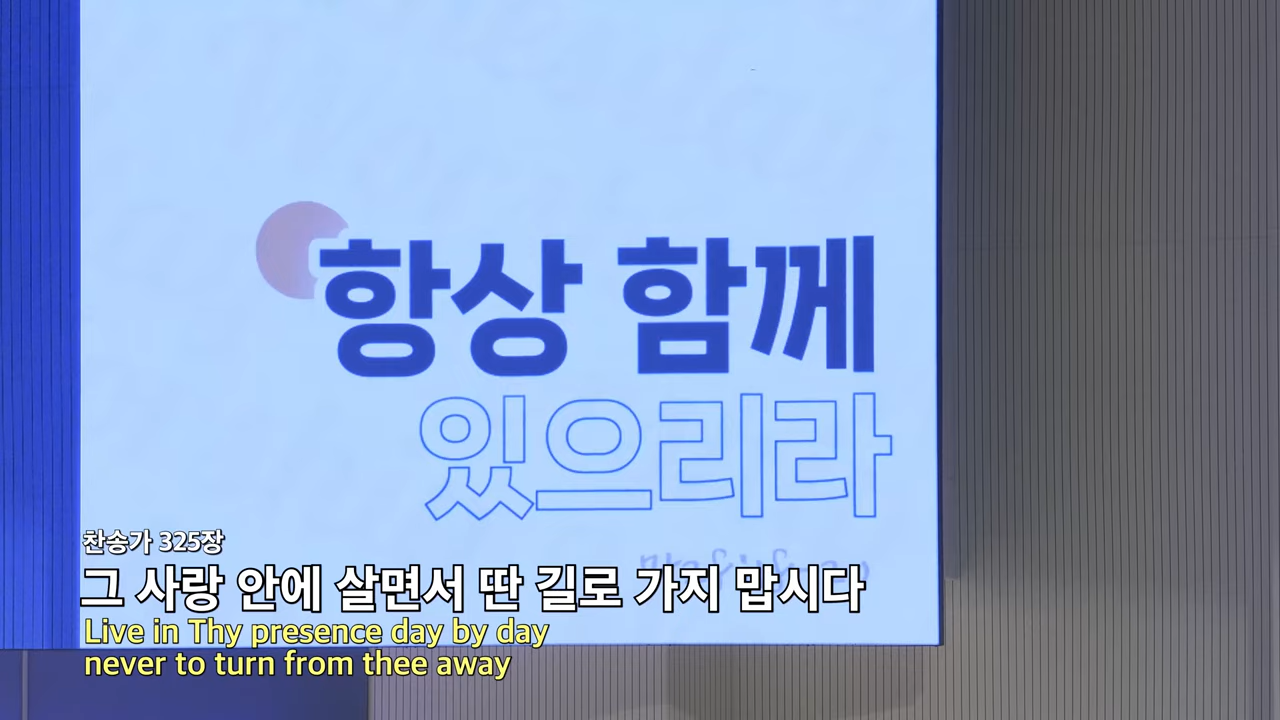 항상 함께
있으리라
찬송가 325장
그 사랑 안에 살면서 딴 길로 가지 맙시다
Live in Thy presence day by day
never to turn from thee away